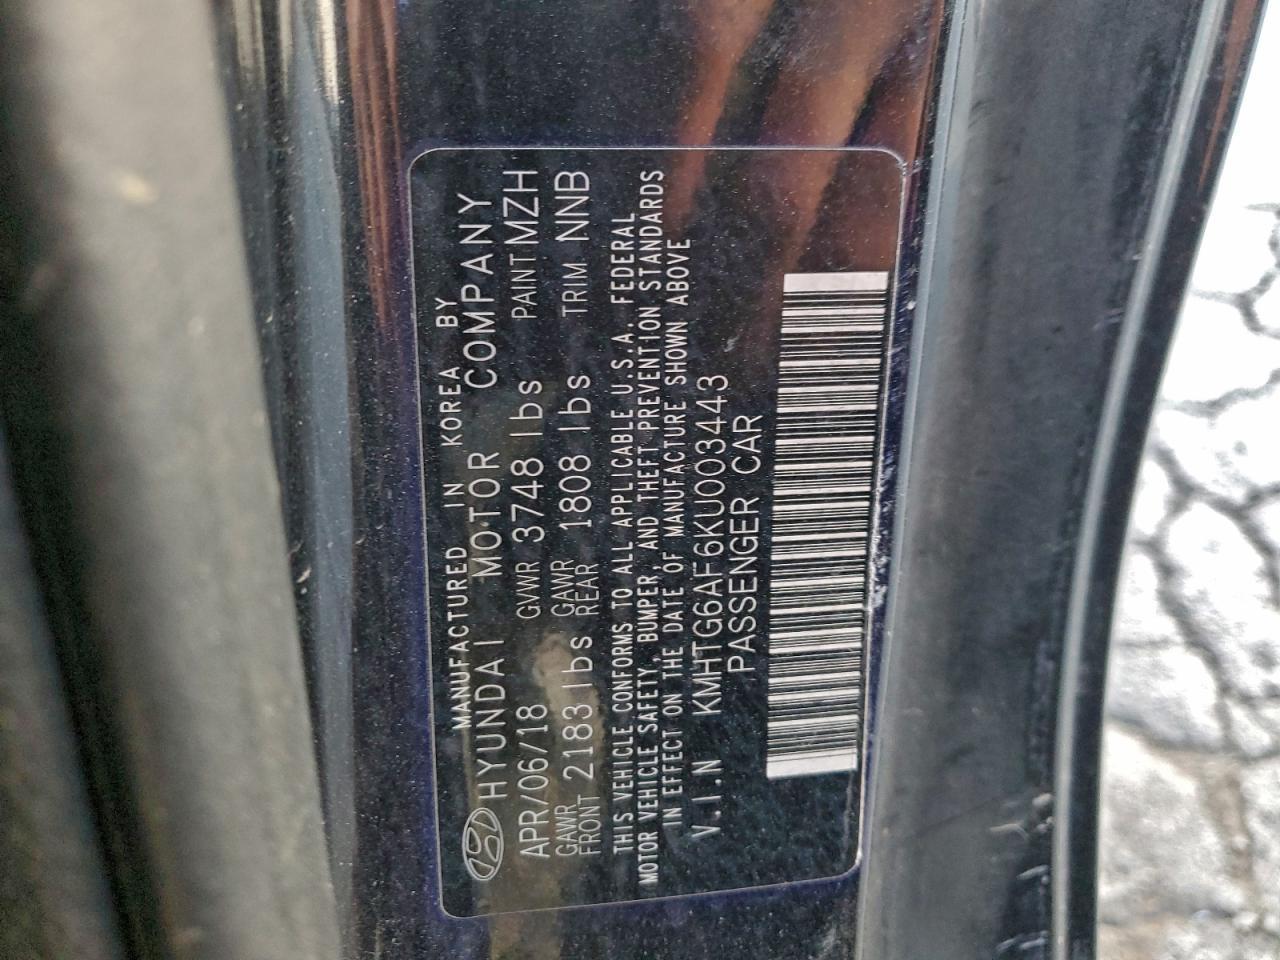 MANUFACTURED IN KOREA BY
HYUNDAI MOTOR COMPANY
APR/06/18 GVWR 3748 lbs PAINT MZH
GAWR FRONT 2183 lbs GAWR REAR 1808 lbs TRIM NNB
THIS VEHICLE CONFORMS TO ALL APPLICABLE U.S.A. FEDERAL
MOTOR VEHICLE SAFETY, BUMPER, AND THEFT PREVENTION STANDARDS
IN EFFECT ON THE DATE OF MANUFACTURE SHOWN ABOVE
V.I.N KMHTG6AF6KU003443
PASSENGER CAR